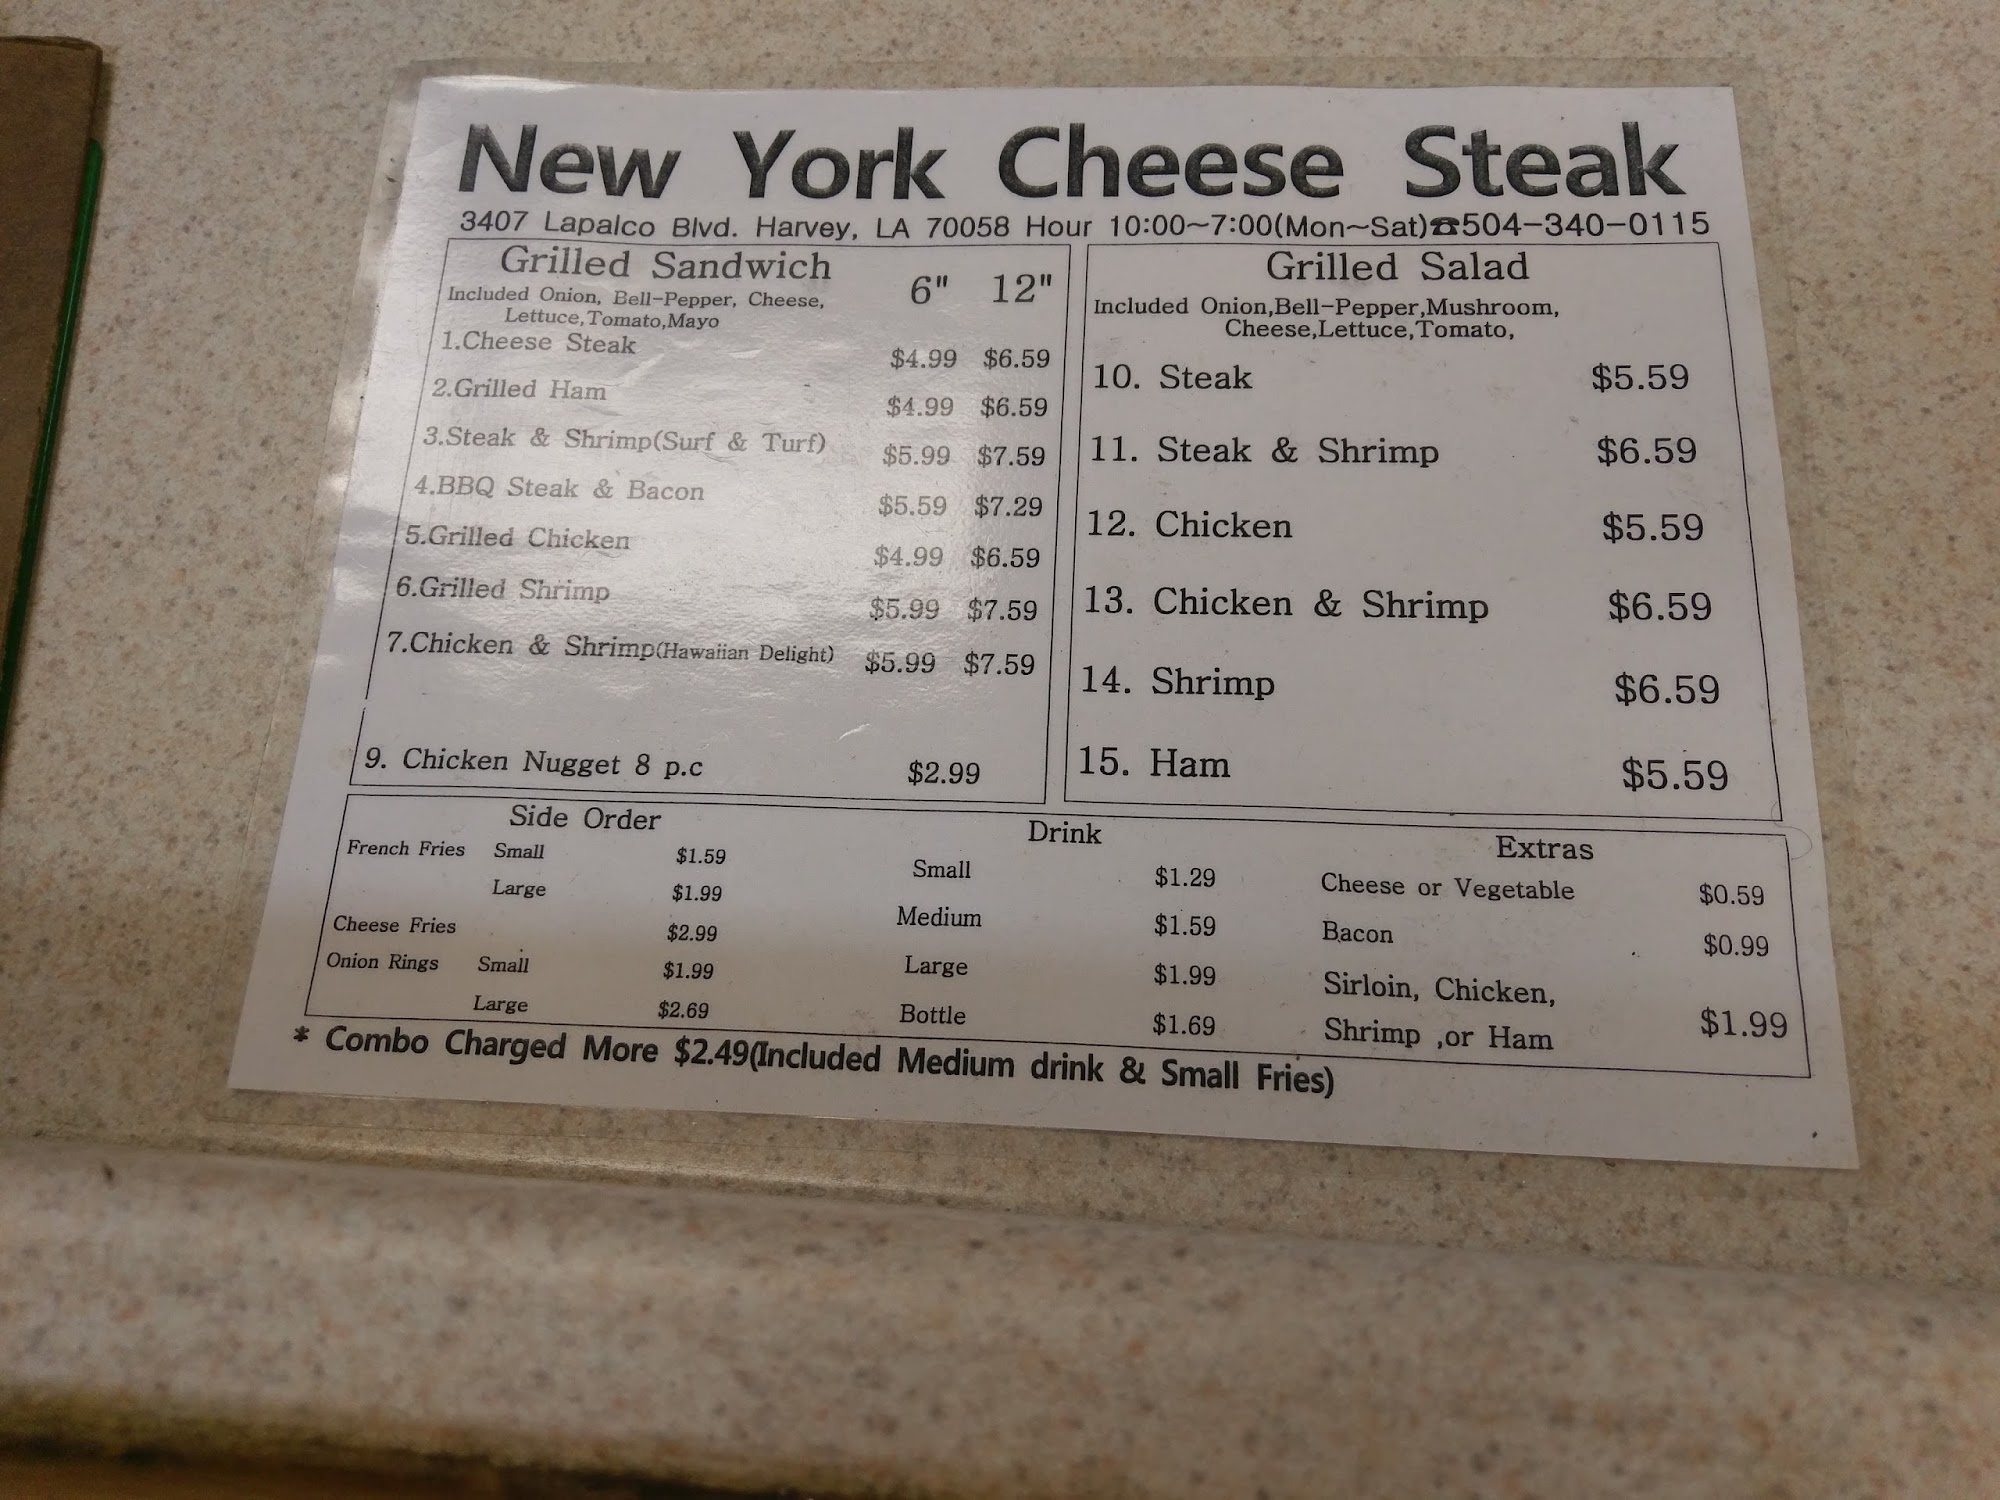 New York Cheese Steak
3407 Lapalco Blvd. Harvey, LA 70058 Hour 10:00~7:00(Mon~Sat)☎504-340-0115
Grilled Sandwich 6" 12"
Included Onion, Bell-Pepper, Cheese,
Lettuce,Tomato,Mayo
1.Cheese Steak $4.99 $6.59
2.Grilled Ham $4.99 $6.59
3.Steak & Shrimp(Surf & Turf) $5.99 $7.59
4.BBQ Steak & Bacon $5.59 $7.29
5.Grilled Chicken $4.99 $6.59
6.Grilled Shrimp $5.99 $7.59
7.Chicken & Shrimp(Hawaiian Delight) $5.99 $7.59
9. Chicken Nugget 8 p.c $2.99
Grilled Salad
Included Onion,Bell-Pepper,Mushroom,
Cheese,Lettuce,Tomato,
10. Steak $5.59
11. Steak & Shrimp $6.59
12. Chicken $5.59
13. Chicken & Shrimp $6.59
14. Shrimp $6.59
15. Ham $5.59
Side Order
French Fries Small $1.59
Large $1.99
Cheese Fries $2.99
Onion Rings Small $1.99
Large $2.69
Drink
Small $1.29
Medium $1.59
Large $1.99
Bottle $1.69
Extras
Cheese or Vegetable $0.59
Bacon $0.99
Sirloin, Chicken,
Shrimp ,or Ham $1.99
* Combo Charged More $2.49(Included Medium drink & Small Fries)